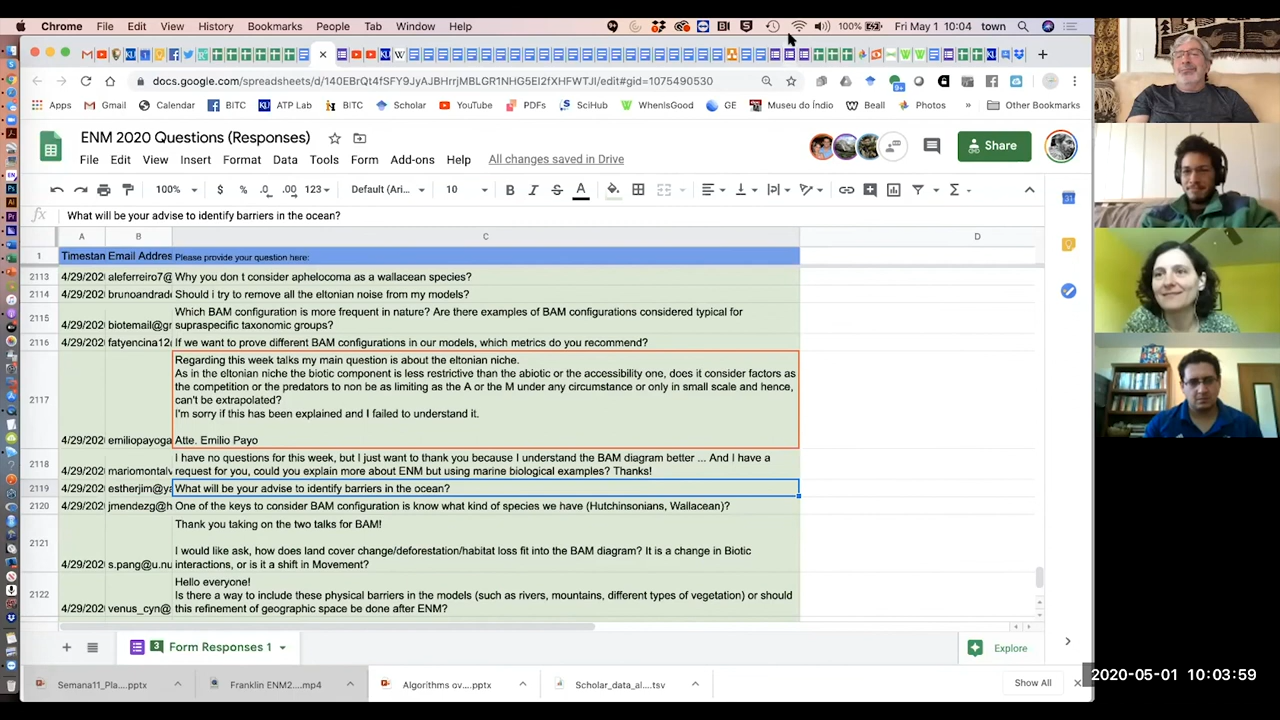 Chrome File Edit View History Bookmarks People Tab Window Help 100% Fri May 1 10:04 town
docs.google.com/spreadsheets/d/140EBrQt4fSFY9JyAJBHrrjMBLGR1NHG5EI2fXHFWTJI/edit#gid=1075490530
Apps Gmail Calendar BITC ATP Lab BITC Scholar YouTube PDFs SciHub WhenIsGood GE Museu do Índio Beall Photos » Other Bookmarks
ENM 2020 Questions (Responses)
Share
File Edit View Insert Format Data Tools Form Add-ons Help All changes saved in Drive
100% $ % .0 .00 123 Default (Ari... 10 B I S A
fx What will be your advise to identify barriers in the ocean?
A B C D
1 Timestan Email Addres Please provide your question here:
2113 4/29/202 aleferreiro7@ Why you don t consider aphelocoma as a wallacean species?
2114 4/29/202 brunoandrad Should i try to remove all the eltonian noise from my models?
2115 4/29/202 biotemail@gr Which BAM configuration is more frequent in nature? Are there examples of BAM configurations considered typical for
supraspecific taxonomic groups?
2116 4/29/202 fatyencina12 If we want to prove different BAM configurations in our models, which metrics do you recommend?
Regarding this week talks my main question is about the eltonian niche.
As in the eltonian niche the biotic component is less restrictive than the abiotic or the accessibility one, does it consider factors as
the competition or the predators to non be as limiting as the A or the M under any circumstance or only in small scale and hence,
2117 can't be extrapolated?
I'm sorry if this has been explained and I failed to understand it.
4/29/202 emiliopayoga Atte. Emilio Payo
2118 I have no questions for this week, but I just want to thank you because I understand the BAM diagram better ... And I have a
4/29/202 mariomontalv request for you, could you explain more about ENM but using marine biological examples? Thanks!
2119 4/29/202 estherjim@ya What will be your advise to identify barriers in the ocean?
2120 4/29/202 jmendezg@h One of the keys to consider BAM configuration is know what kind of species we have (Hutchinsonians, Wallacean)?
Thank you taking on the two talks for BAM!
2121 I would like ask, how does land cover change/deforestation/habitat loss fit into the BAM diagram? It is a change in Biotic
4/29/202 s.pang@u.nu interactions, or is it a shift in Movement?
Hello everyone!
2122 Is there a way to include these physical barriers in the models (such as rivers, mountains, different types of vegetation) or should
4/29/202 venus_cyn@ this refinement of geographic space be done after ENM?
3 Form Responses 1 Explore
Semana11_Pla....pptx Franklin ENM2....mp4 Algorithms ov....pptx Scholar_data_al....tsv Show All
2020-05-01 10:03:59